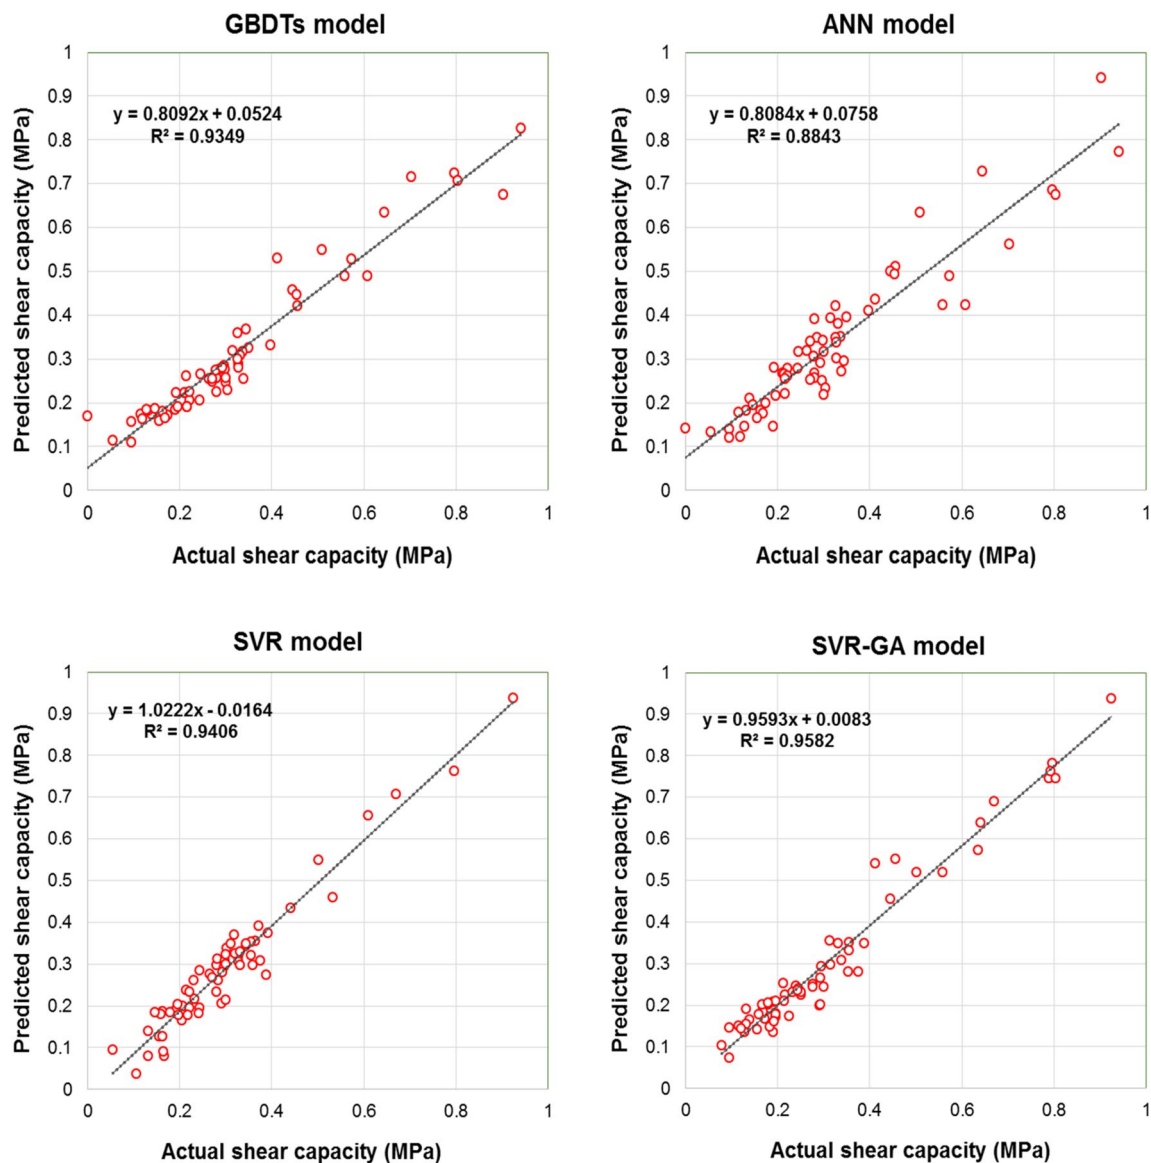 GBDTs model
Predicted shear capacity (MPa)
y = 0.8092x + 0.0524
R² = 0.9349
1
0.9
0.8
0.7
0.6
0.5
0.4
0.3
0.2
0.1
0
0 0.2 0.4 0.6 0.8 1
Actual shear capacity (MPa)
ANN model
Predicted shear capacity (MPa)
y = 0.8084x + 0.0758
R² = 0.8843
1
0.9
0.8
0.7
0.6
0.5
0.4
0.3
0.2
0.1
0
0 0.2 0.4 0.6 0.8 1
Actual shear capacity (MPa)
SVR model
Predicted shear capacity (MPa)
y = 1.0222x - 0.0164
R² = 0.9406
1
0.9
0.8
0.7
0.6
0.5
0.4
0.3
0.2
0.1
0
0 0.2 0.4 0.6 0.8 1
Actual shear capacity (MPa)
SVR-GA model
Predicted shear capacity (MPa)
y = 0.9593x + 0.0083
R² = 0.9582
1
0.9
0.8
0.7
0.6
0.5
0.4
0.3
0.2
0.1
0
0 0.2 0.4 0.6 0.8 1
Actual shear capacity (MPa)